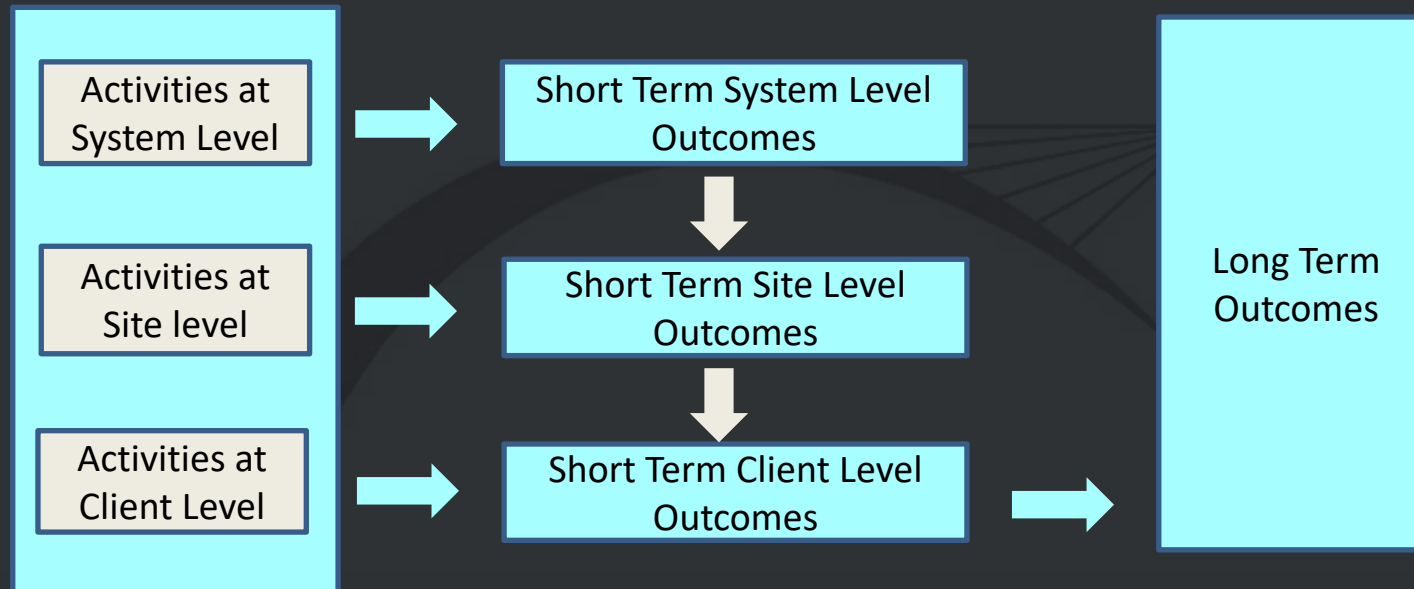 Activities at
System Level
Short Term System Level
Outcomes
Activities at
Site level
Short Term Site Level
Outcomes
Long Term
Outcomes
Activities at
Client Level
Short Term Client Level
Outcomes